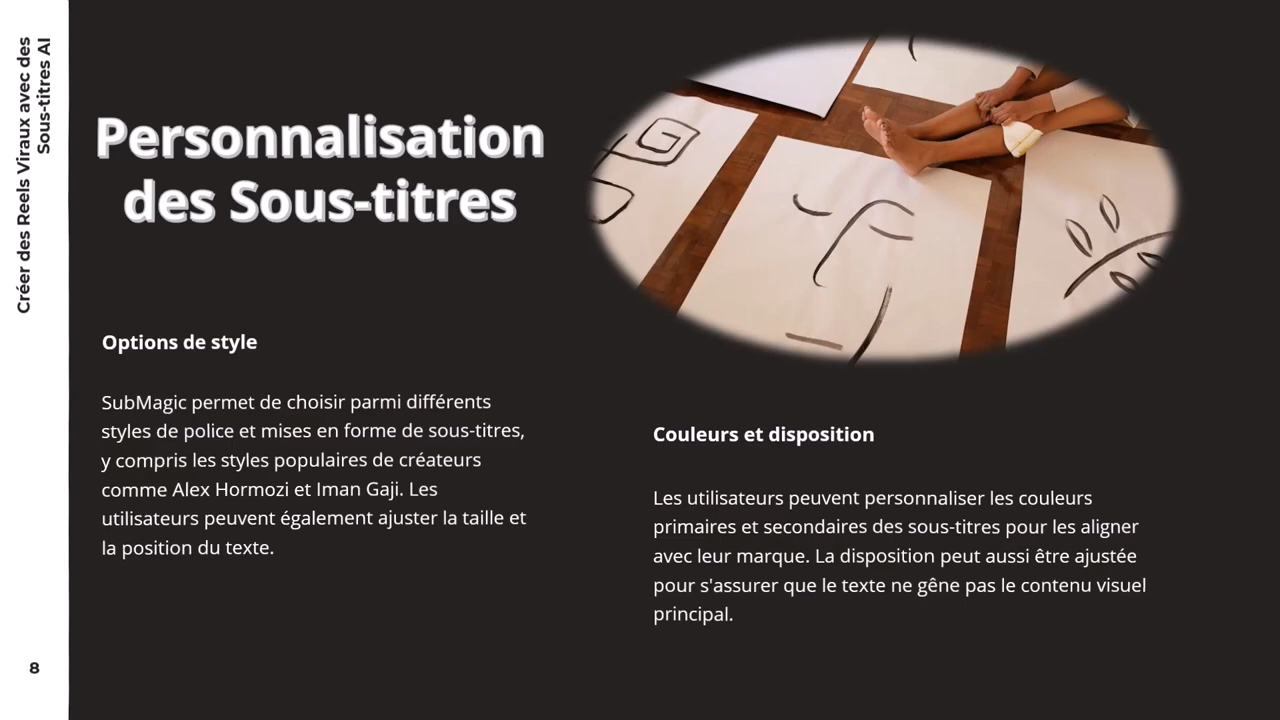 Créer des Reels Viraux avec des
Sous-titres AI
Personnalisation
des Sous-titres
Options de style
SubMagic permet de choisir parmi différents
styles de police et mises en forme de sous-titres,
y compris les styles populaires de créateurs
comme Alex Hormozi et Iman Gaji. Les
utilisateurs peuvent également ajuster la taille et
la position du texte.
Couleurs et disposition
Les utilisateurs peuvent personnaliser les couleurs
primaires et secondaires des sous-titres pour les aligner
avec leur marque. La disposition peut aussi être ajustée
pour s'assurer que le texte ne gêne pas le contenu visuel
principal.
8